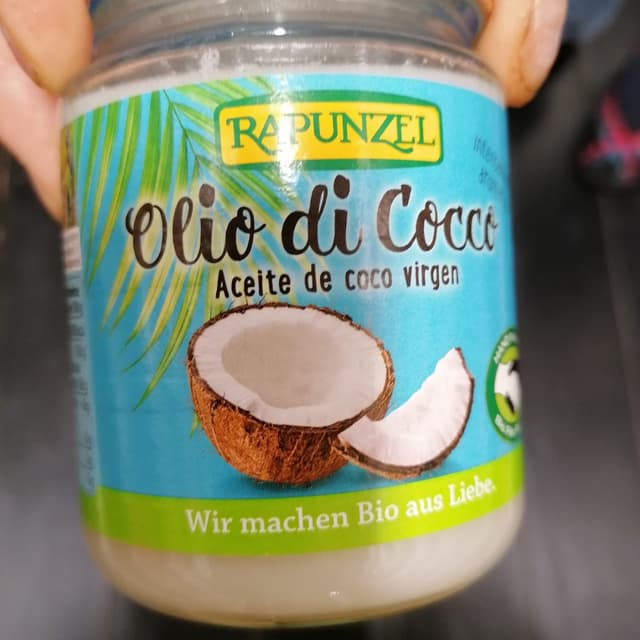 RAPUNZEL
Olio di Cocco
Aceite de coco virgen
Wir machen Bio aus Liebe.